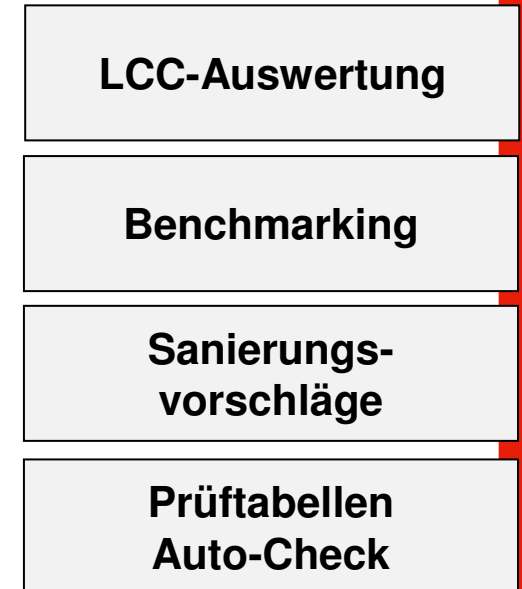 LCC-Auswertung
Benchmarking
Sanierungs-
vorschläge
Prüftabellen
Auto-Check